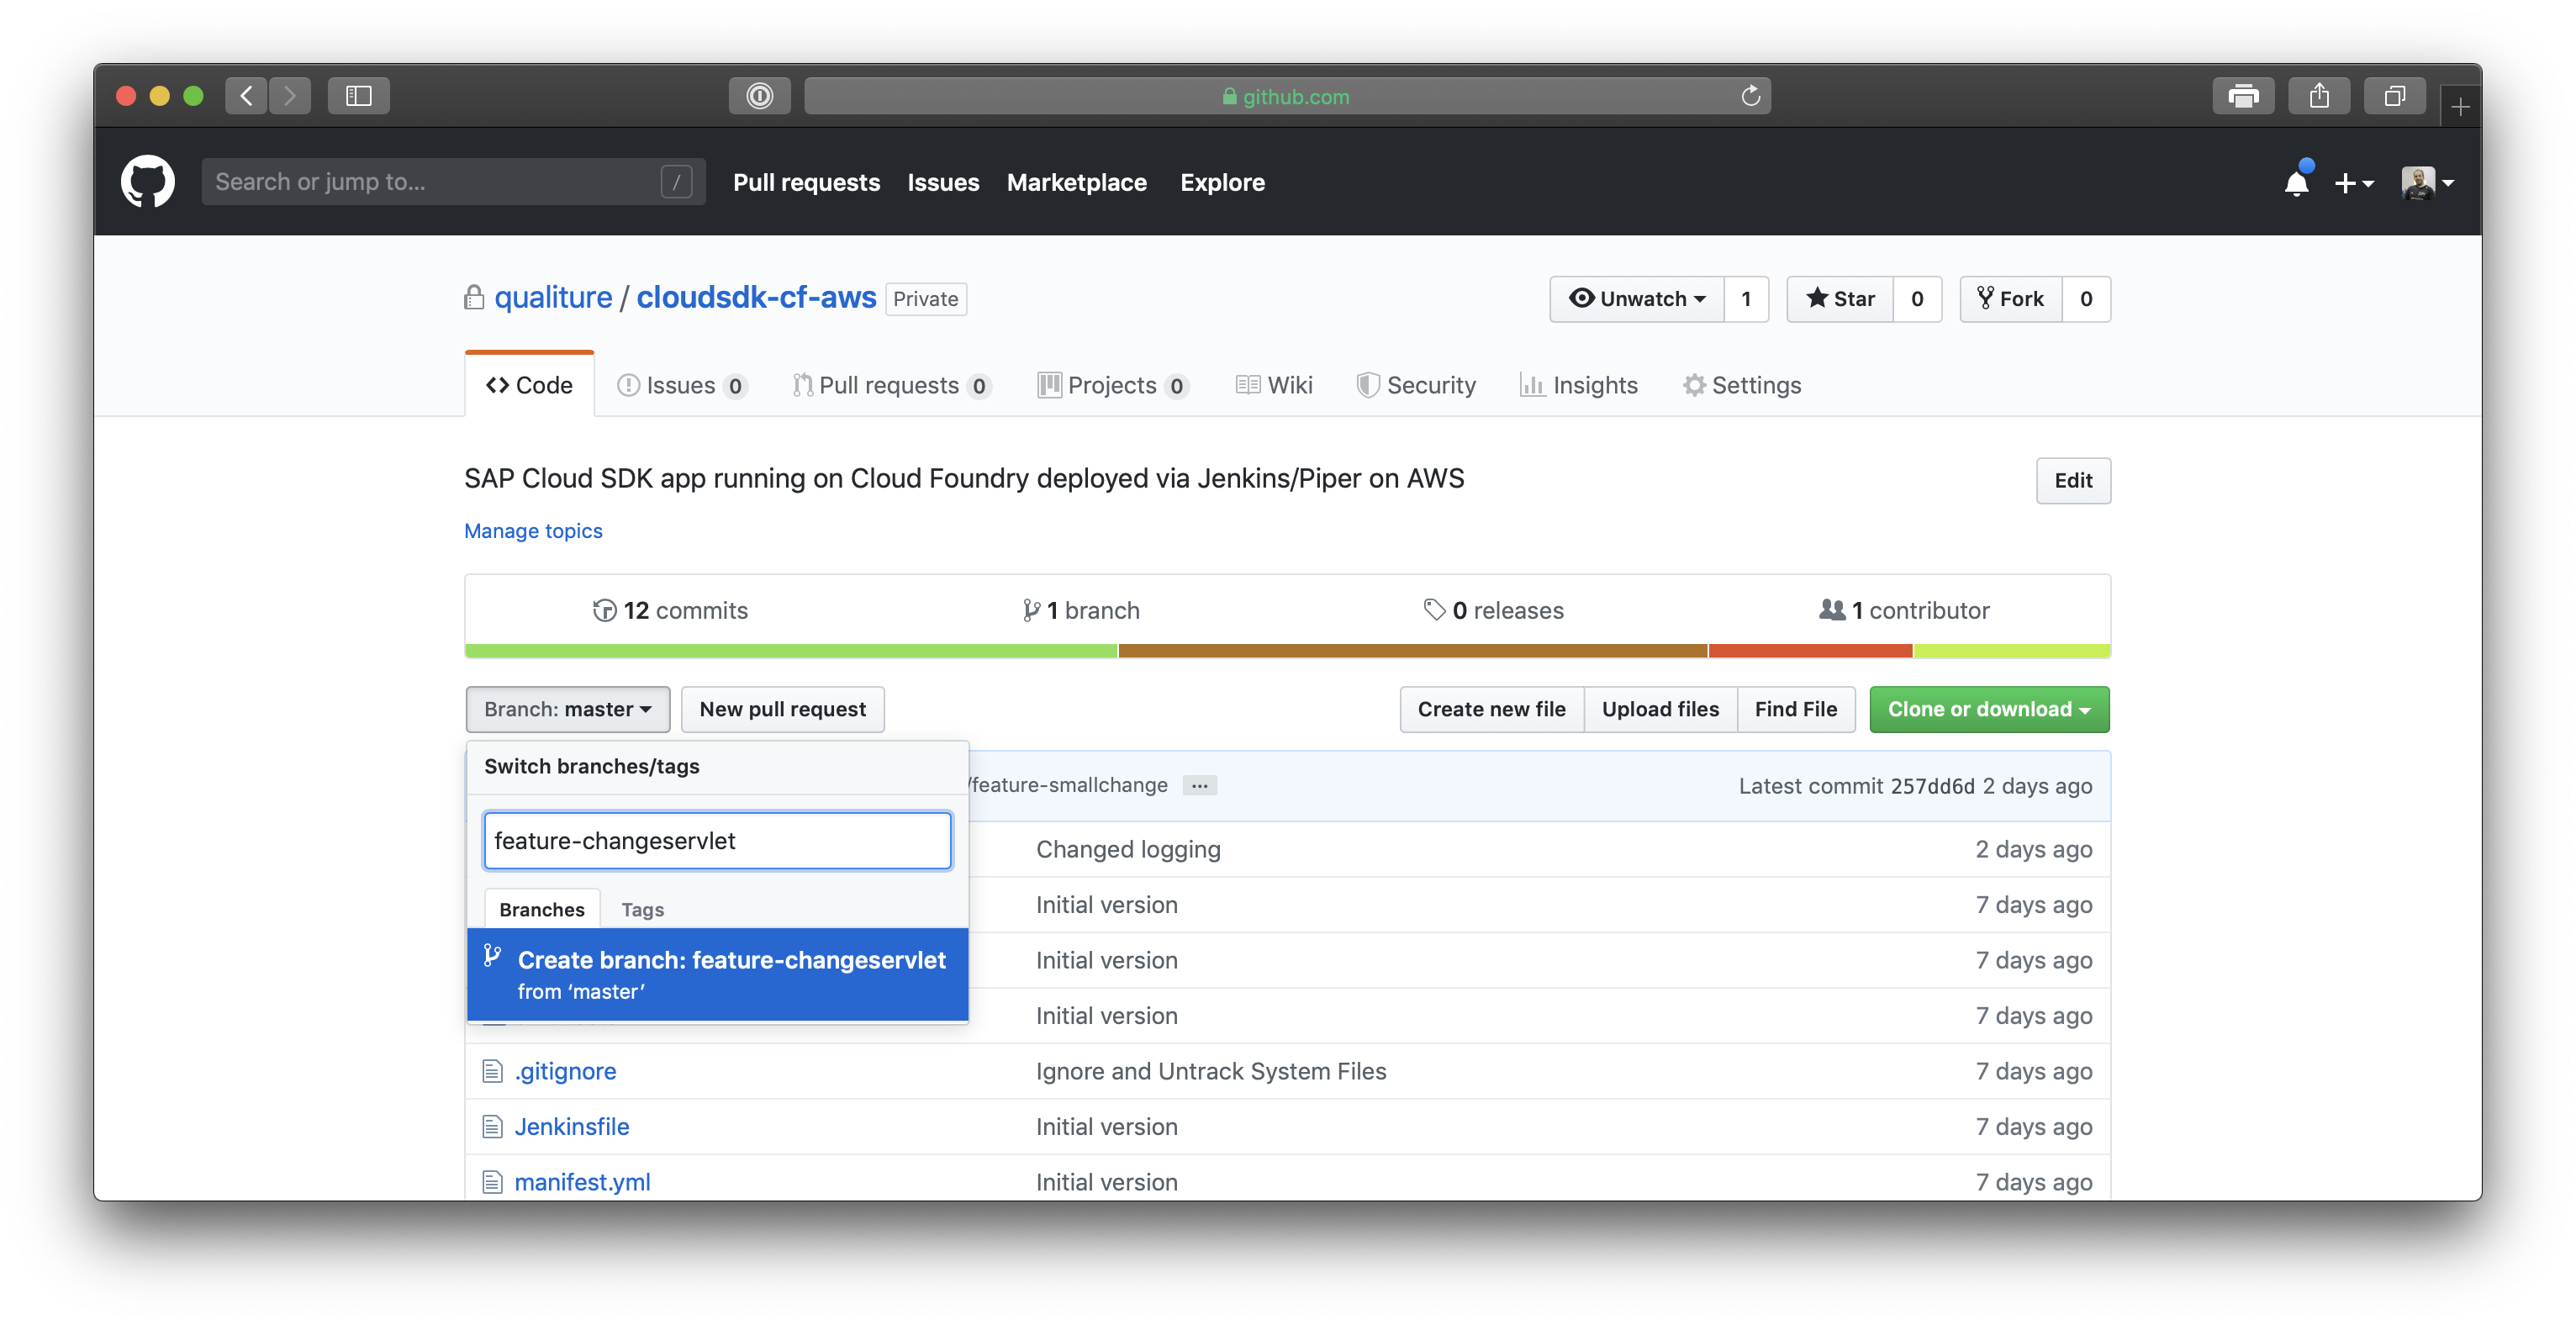 github.com
Search or jump to... /
Pull requests Issues Marketplace Explore
qualiture / cloudsdk-cf-aws Private
Unwatch 1 Star 0 Fork 0
Code Issues 0 Pull requests 0 Projects 0 Wiki Security Insights Settings
SAP Cloud SDK app running on Cloud Foundry deployed via Jenkins/Piper on AWS
Edit
Manage topics
12 commits 1 branch 0 releases 1 contributor
Branch: master New pull request Create new file Upload files Find File Clone or download
Switch branches/tags
/feature-smallchange ... Latest commit 257dd6d 2 days ago
feature-changeservlet
Changed logging 2 days ago
Branches Tags
Initial version 7 days ago
Create branch: feature-changeservlet
from ‘master’
Initial version 7 days ago
Initial version 7 days ago
.gitignore Ignore and Untrack System Files 7 days ago
Jenkinsfile Initial version 7 days ago
manifest.yml Initial version 7 days ago